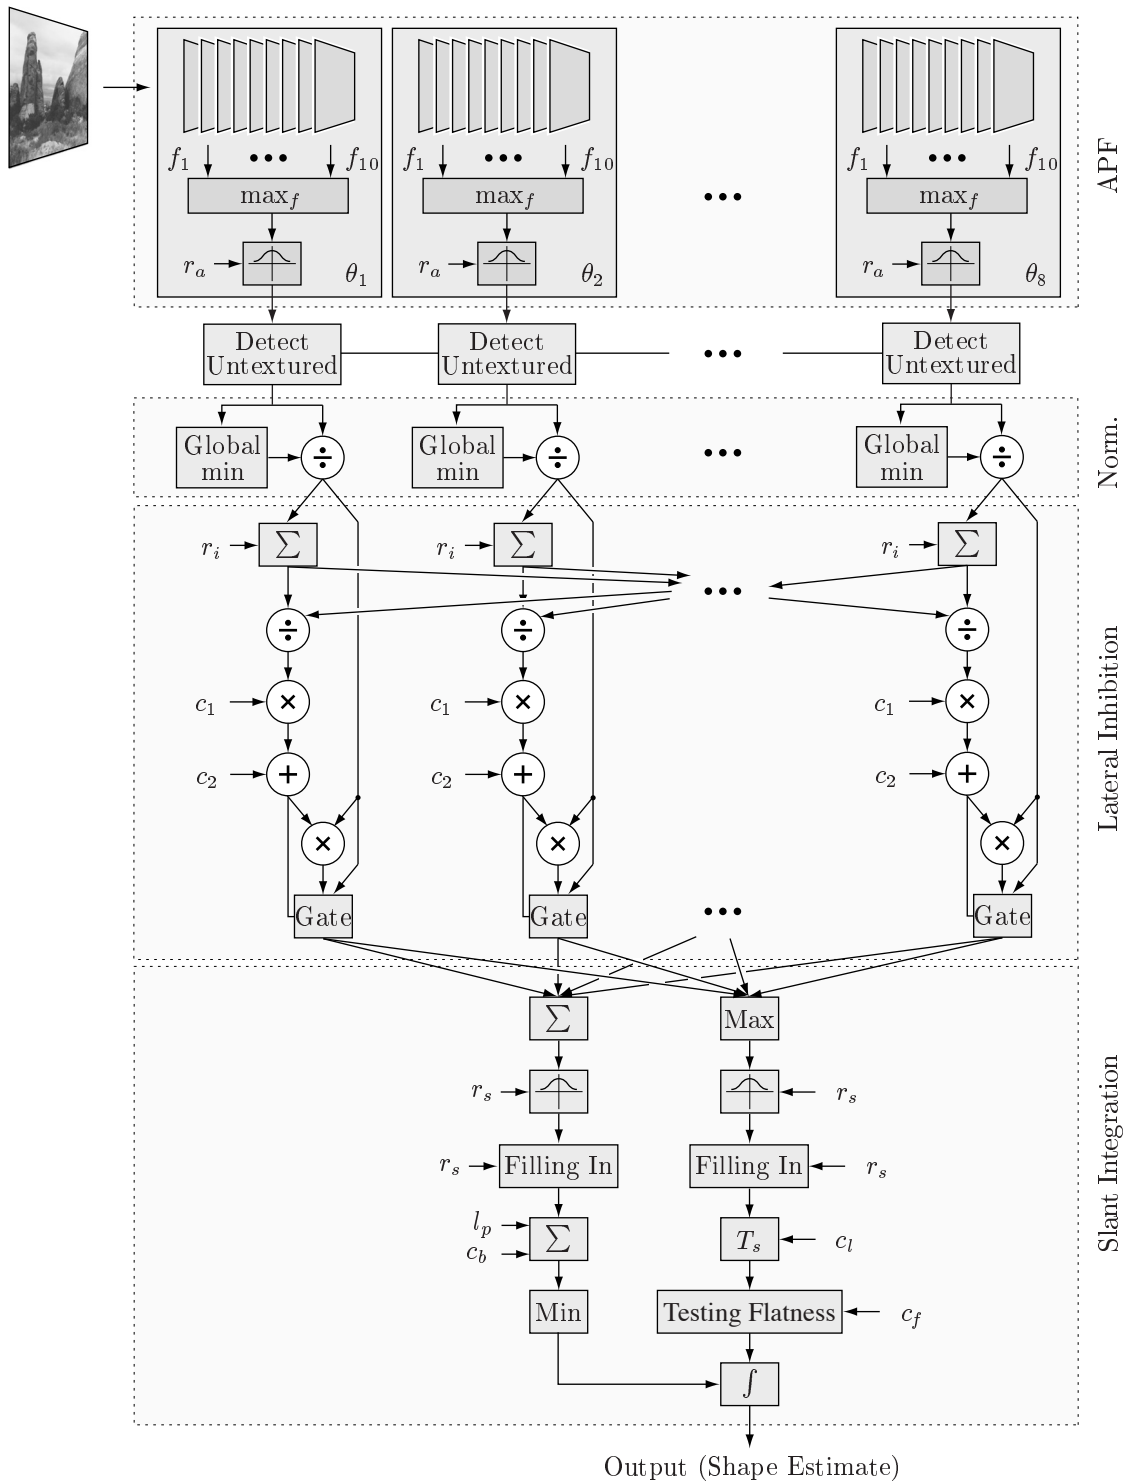 f1 ••• f10 f1 ••• f10 f1 ••• f10
maxf maxf ••• maxf
ra θ1 ra θ2 ra θ8
APF
Detect Detect ••• Detect
Untextured Untextured Untextured
Global ÷ Global ÷ ••• Global ÷
min min min
Norm.
ri ∑ ri ∑ ri ∑
•••
÷ ÷ ÷
c1 × c1 × c1 ×
c2 + c2 + c2 +
× × ×
Gate Gate ••• Gate
Lateral Inhibition
∑ Max
rs rs
rs Filling In Filling In rs
lp
cb ∑ Ts cl
Min Testing Flatness cf
∫
Slant Integration
Output (Shape Estimate)